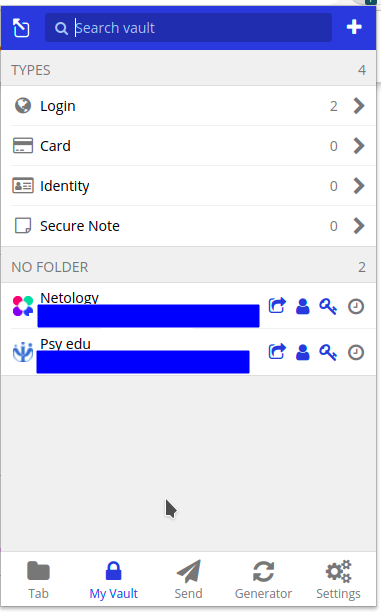 Search vault
TYPES 4
Login 2
Card 0
Identity 0
Secure Note 0
NO FOLDER 2
Netology
Psy edu
Tab My Vault Send Generator Settings